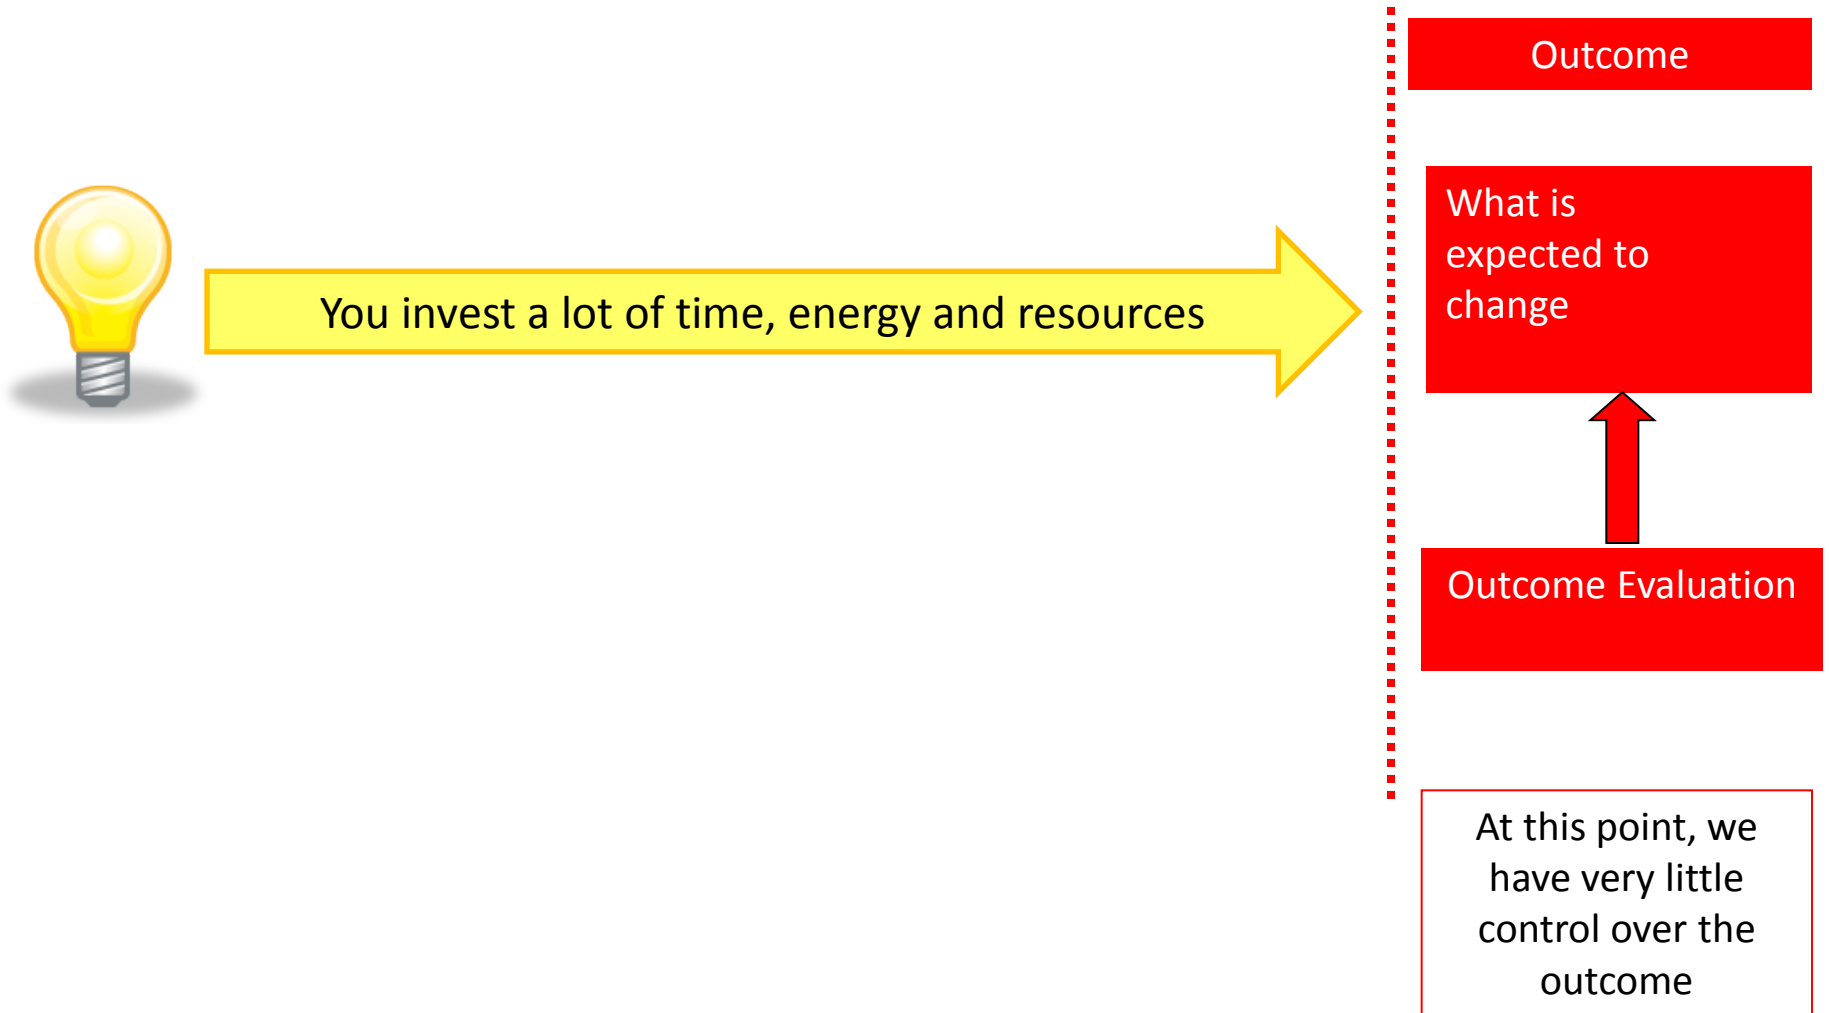 Outcome
What is
expected to
change
You invest a lot of time, energy and resources
Outcome Evaluation
At this point, we
have very little
control over the
outcome